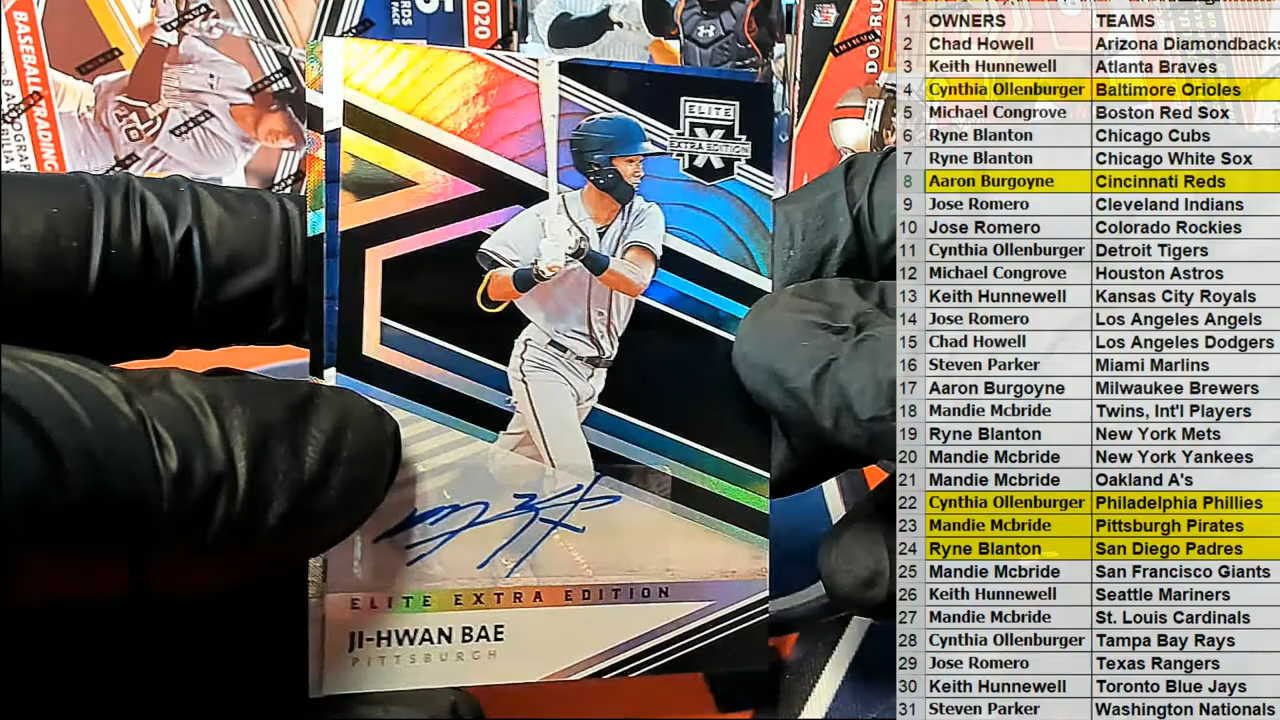 BASEBALL TRADING
2020
ELITE
X
EXTRA EDITION
ELITE EXTRA EDITION
JI-HWAN BAE
PITTSBURGH
1 OWNERS TEAMS
2 Chad Howell Arizona Diamondbacks
3 Keith Hunnewell Atlanta Braves
4 Cynthia Ollenburger Baltimore Orioles
5 Michael Congrove Boston Red Sox
6 Ryne Blanton Chicago Cubs
7 Ryne Blanton Chicago White Sox
8 Aaron Burgoyne Cincinnati Reds
9 Jose Romero Cleveland Indians
10 Jose Romero Colorado Rockies
11 Cynthia Ollenburger Detroit Tigers
12 Michael Congrove Houston Astros
13 Keith Hunnewell Kansas City Royals
14 Jose Romero Los Angeles Angels
15 Chad Howell Los Angeles Dodgers
16 Steven Parker Miami Marlins
17 Aaron Burgoyne Milwaukee Brewers
18 Mandie Mcbride Twins, Int'l Players
19 Ryne Blanton New York Mets
20 Mandie Mcbride New York Yankees
21 Mandie Mcbride Oakland A's
22 Cynthia Ollenburger Philadelphia Phillies
23 Mandie Mcbride Pittsburgh Pirates
24 Ryne Blanton San Diego Padres
25 Mandie Mcbride San Francisco Giants
26 Keith Hunnewell Seattle Mariners
27 Mandie Mcbride St. Louis Cardinals
28 Cynthia Ollenburger Tampa Bay Rays
29 Jose Romero Texas Rangers
30 Keith Hunnewell Toronto Blue Jays
31 Steven Parker Washington Nationals